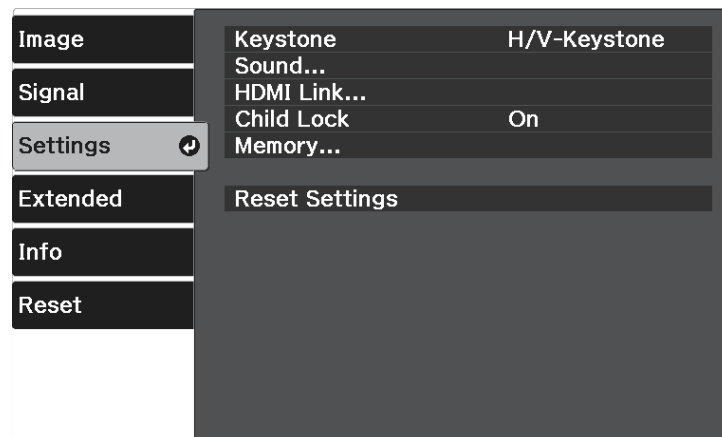 Image
Signal
Settings
Extended
Info
Reset
Keystone H/V-Keystone
Sound...
HDMI Link...
Child Lock On
Memory...
Reset Settings